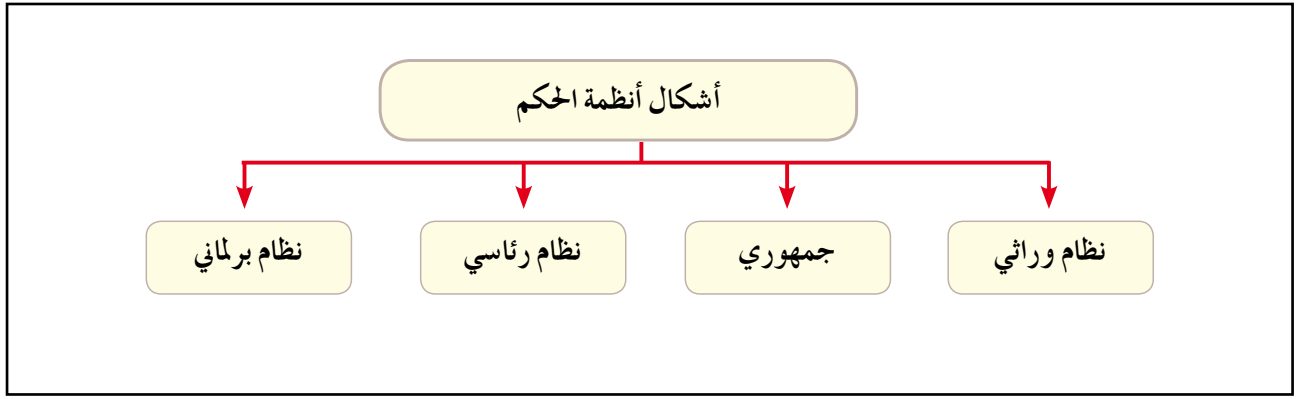 أشكال أنظمة الحكم
نظام وراثي
جمهوري
نظام رئاسي
نظام برلماني